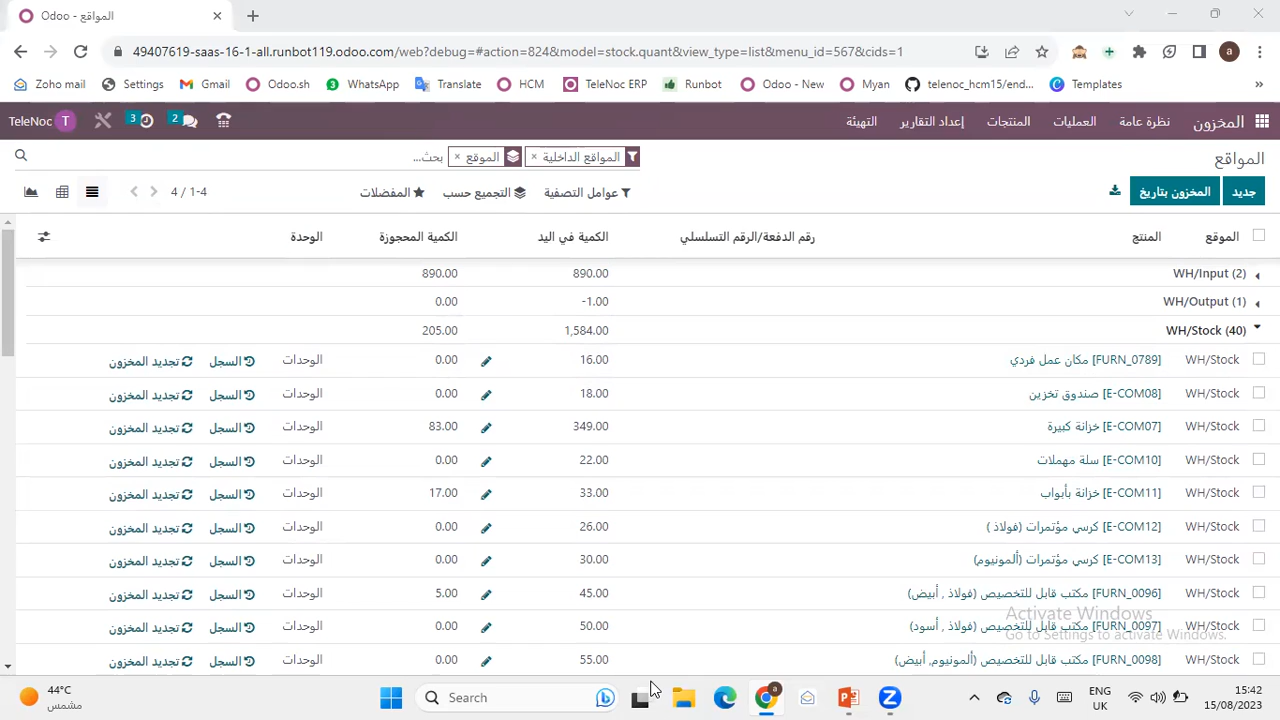 المواقع - Odoo
49407619-saas-16-1-all.runbot119.odoo.com/web?debug=#action=824&model=stock.quant&view_type=list&menu_id=567&cids=1
a
Zoho mail Settings Gmail Odoo.sh WhatsApp Translate HCM TeleNoc ERP Runbot Odoo - New Myan telenoc_hcm15/end... Templates »
المخزون نظرة عامة العمليات المنتجات إعداد التقارير التهيئة
2 3 TeleNoc T
المواقع
المواقع الداخلية × الموقع × بحث...
جديد المخزون بتاريخ
عوامل التصفية التجميع حسب المفضلات 4 / 1-4
الموقع المنتج رقم الدفعة/الرقم التسلسلي الكمية في اليد الكمية المحجوزة الوحدة
WH/Input (2) 890.00 890.00
WH/Output (1) -1.00 0.00
WH/Stock (40) 1,584.00 205.00
WH/Stock [FURN_0789] مكان عمل فردي 16.00 0.00 الوحدات السجل تجديد المخزون
WH/Stock [E-COM08] صندوق تخزين 18.00 0.00 الوحدات السجل تجديد المخزون
WH/Stock [E-COM07] خزانة كبيرة 349.00 83.00 الوحدات السجل تجديد المخزون
WH/Stock [E-COM10] سلة مهملات 22.00 0.00 الوحدات السجل تجديد المخزون
WH/Stock [E-COM11] خزانة بأبواب 33.00 17.00 الوحدات السجل تجديد المخزون
WH/Stock [E-COM12] كرسي مؤتمرات (فولاذ ) 26.00 0.00 الوحدات السجل تجديد المخزون
WH/Stock [E-COM13] كرسي مؤتمرات (ألمونيوم) 30.00 0.00 الوحدات السجل تجديد المخزون
WH/Stock [FURN_0096] مكتب قابل للتخصيص (فولاذ , أبيض) 45.00 5.00 الوحدات السجل تجديد المخزون
WH/Stock [FURN_0097] مكتب قابل للتخصيص (فولاذ , أسود) 50.00 0.00 الوحدات السجل تجديد المخزون
WH/Stock [FURN_0098] مكتب قابل للتخصيص (ألمونيوم, أبيض) 55.00 0.00 الوحدات السجل تجديد المخزون
Activate Windows
Go to Settings to activate Windows.
44°C
مشمس
Search
a
ENG
QWE
15:42
15/08/2023